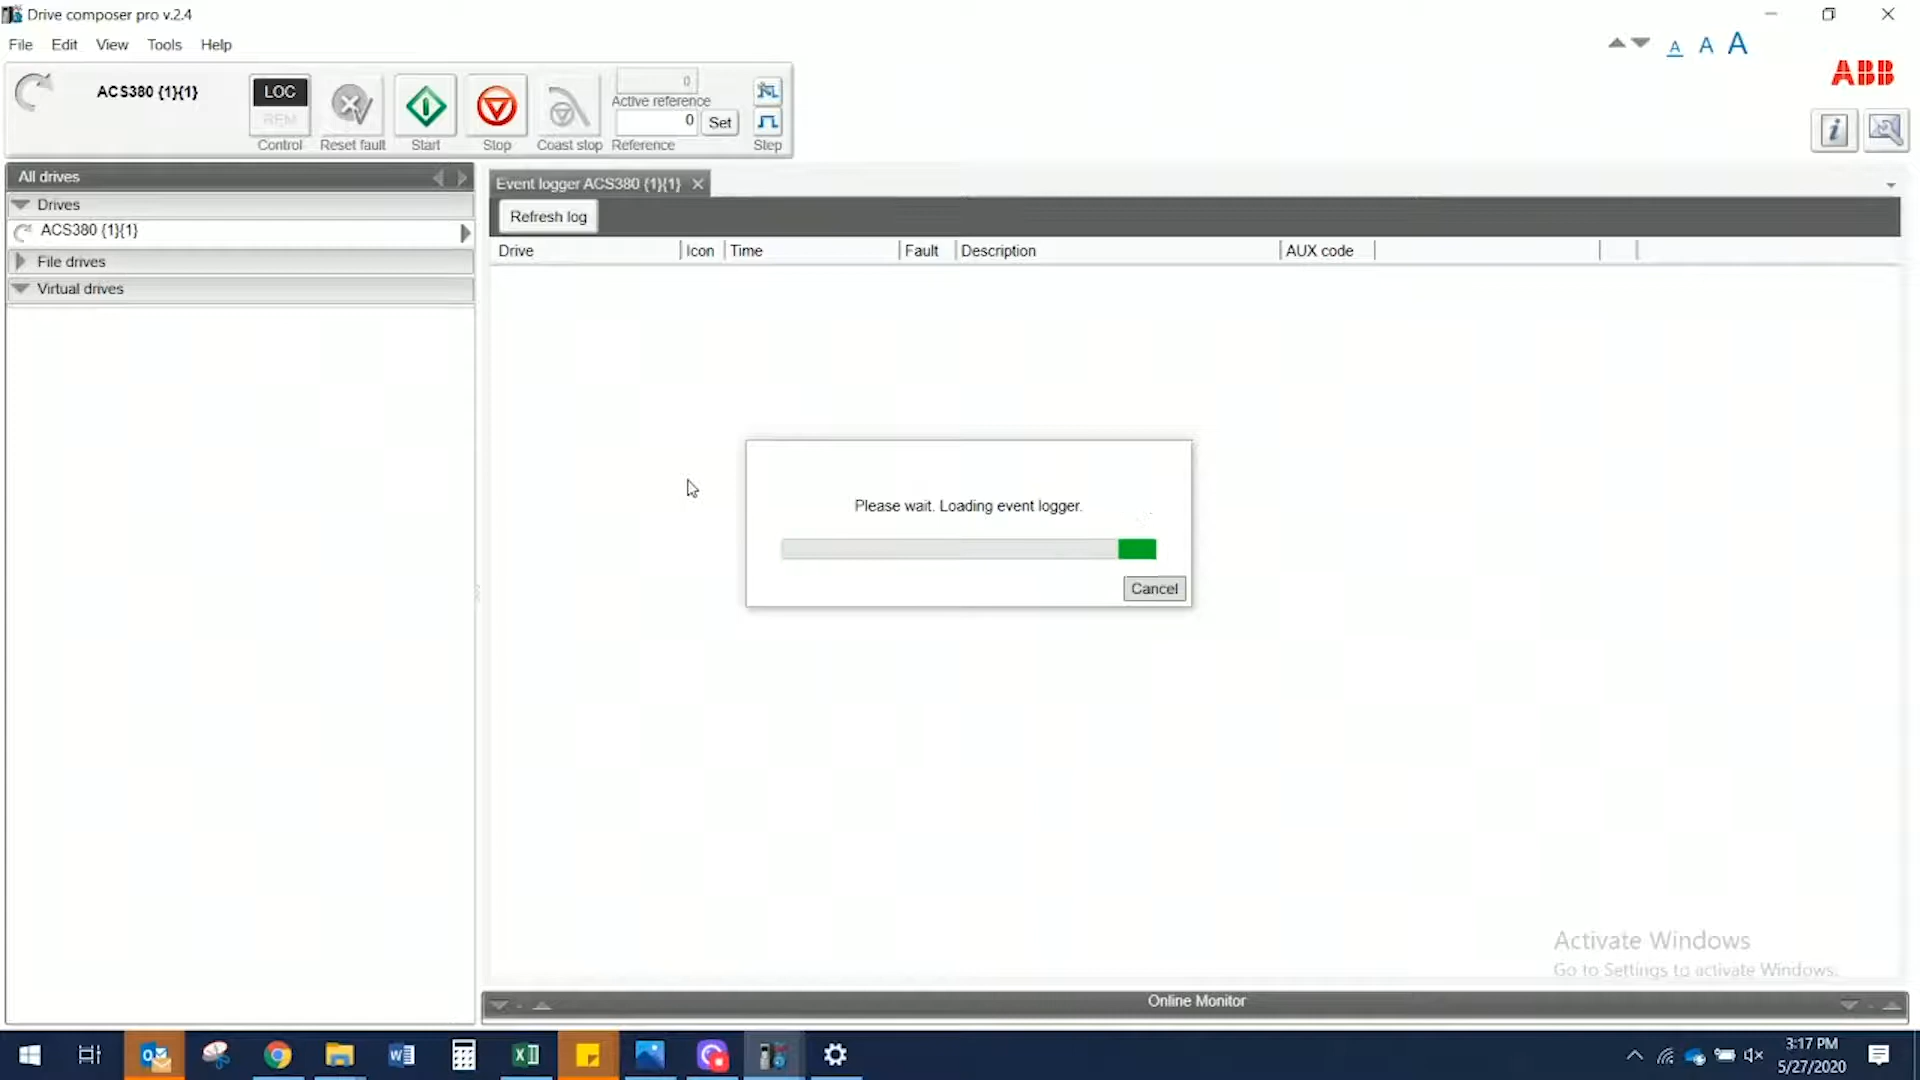 Drive composer pro v.2.4
File Edit View Tools Help
A A A
ABB
ACS380 {1}{1}
LOC
REM
Control
Reset fault
Start
Stop
Coast stop
0
Active reference
0 Set
Reference
Step
All drives
Drives
ACS380 {1}{1}
File drives
Virtual drives
Event logger ACS380 {1}{1}
Refresh log
Drive Icon Time Fault Description AUX code
Please wait. Loading event logger.
Cancel
Activate Windows
Go to Settings to activate Windows.
Online Monitor
3:17 PM
5/27/2020